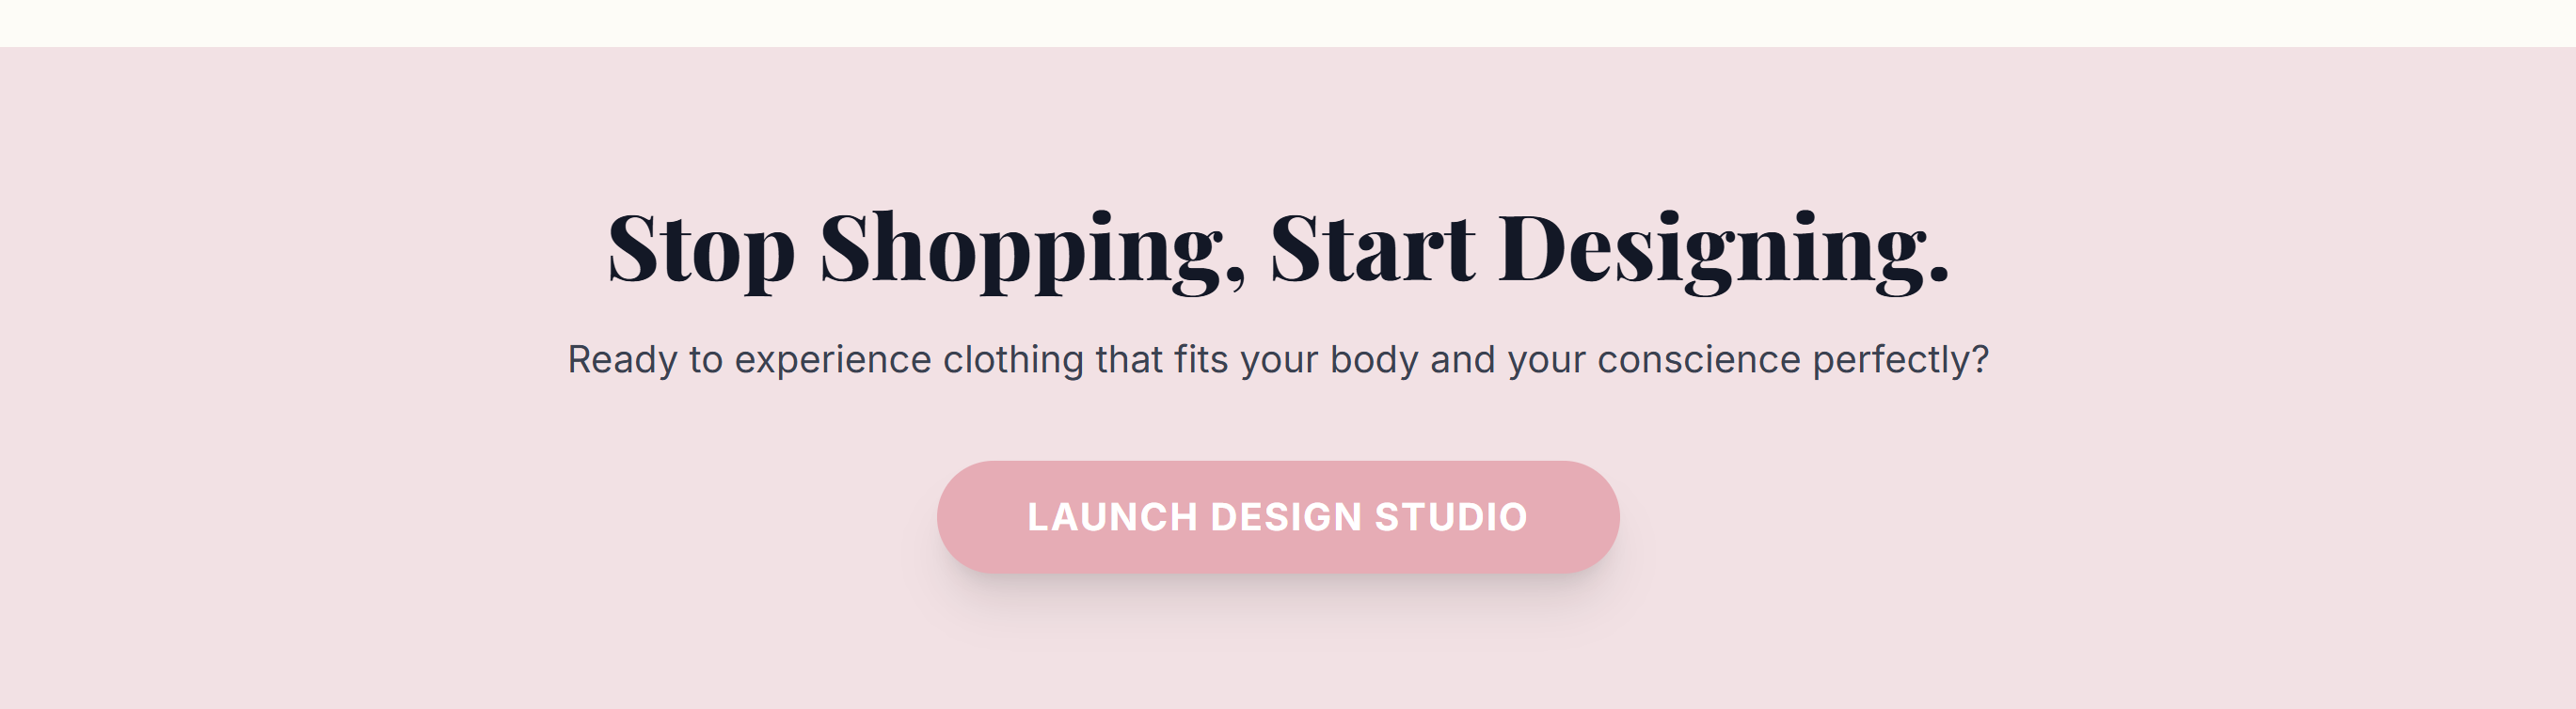 Stop Shopping, Start Designing.
Ready to experience clothing that fits your body and your conscience perfectly?
LAUNCH DESIGN STUDIO